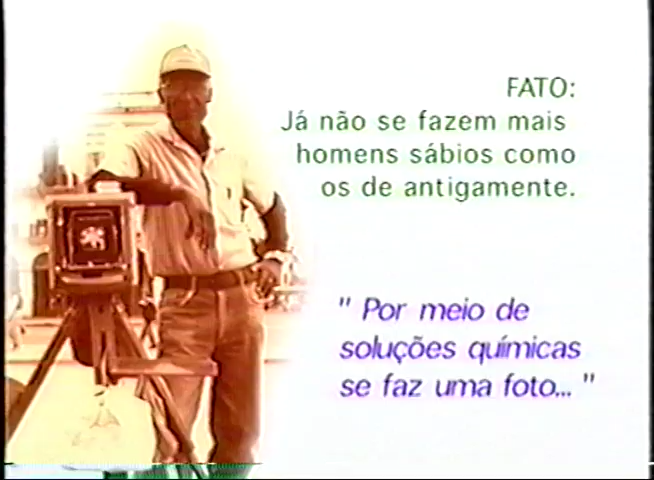 FATO:
Já não se fazem mais
homens sábios como
os de antigamente.
" Por meio de
soluções químicas
se faz uma foto... "